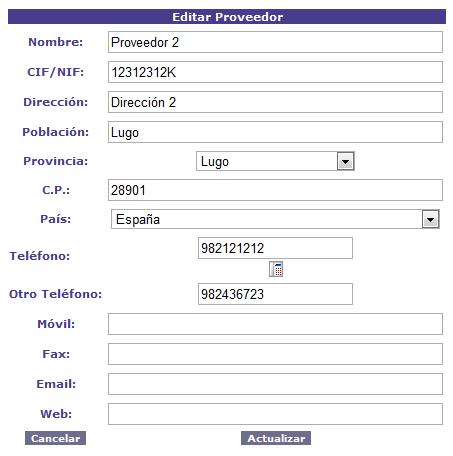 Editar Proveedor
Nombre: Proveedor 2
CIF/NIF: 12312312K
Dirección: Dirección 2
Población: Lugo
Provincia: Lugo
C.P.: 28901
País: España
Teléfono: 982121212
Otro Teléfono: 982436723
Móvil:
Fax:
Email:
Web:
Cancelar Actualizar